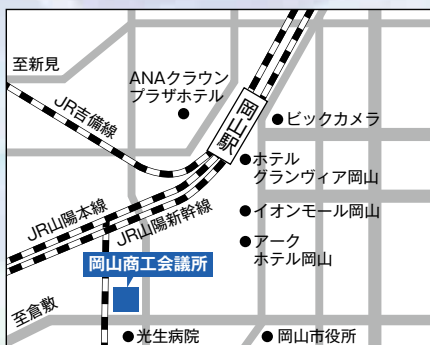 至新見
ANAクラウン
プラザホテル
JR吉備線
岡山駅
ビックカメラ
ホテル
グランヴィア岡山
イオンモール岡山
JR山陽本線
JR山陽新幹線
アーク
ホテル岡山
岡山商工会議所
至倉敷
光生病院
岡山市役所